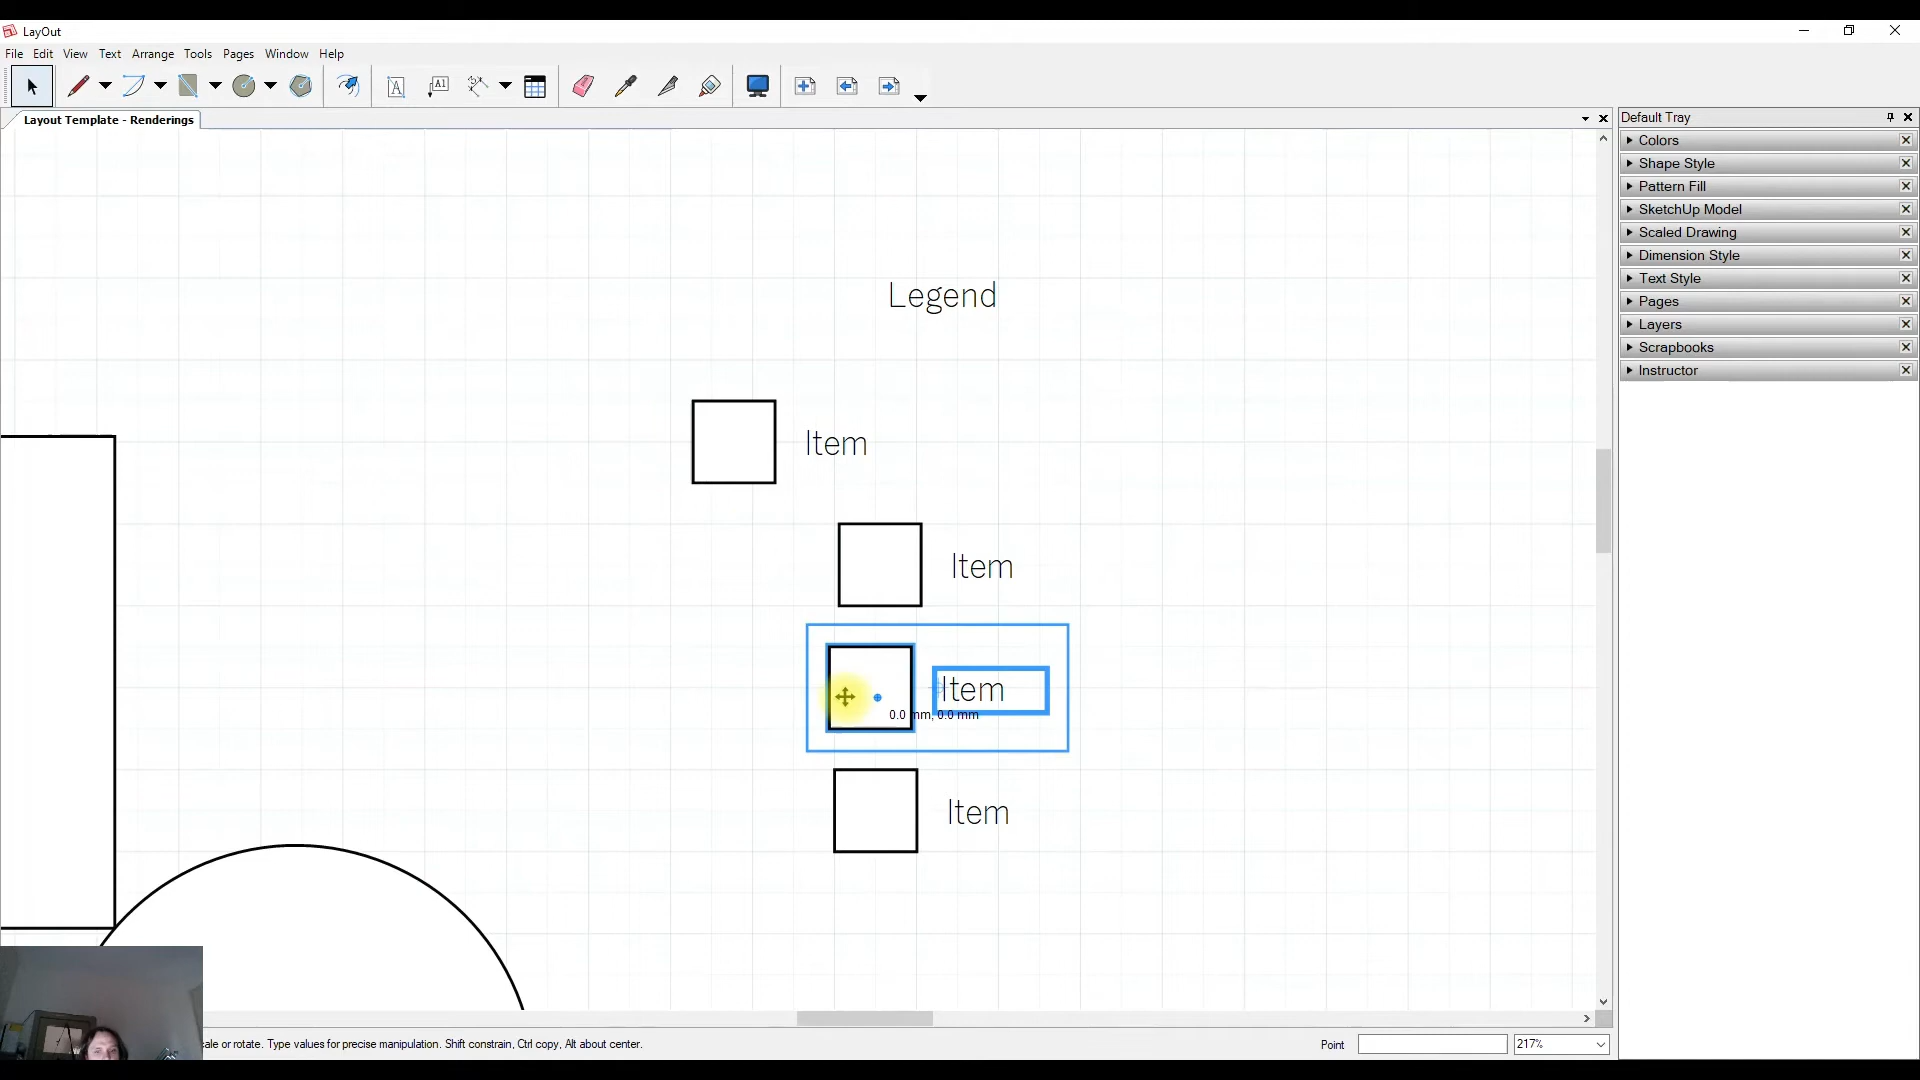 LayOut
File Edit View Text Arrange Tools Pages Window Help
A A1
Layout Template - Renderings
Default Tray
Colors
Shape Style
Pattern Fill
SketchUp Model
Scaled Drawing
Dimension Style
Text Style
Pages
Layers
Scrapbooks
Instructor
Legend
Item
Item
Item
0.0 mm, 0.0 mm
Item
cale or rotate. Type values for precise manipulation. Shift constrain, Ctrl copy, Alt about center.
Point
217%